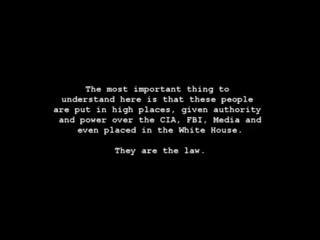 The most important thing to
understand here is that these people
are put in high places, given authority
and power over the CIA, FBI, Media and
even placed in the White House.
They are the law.